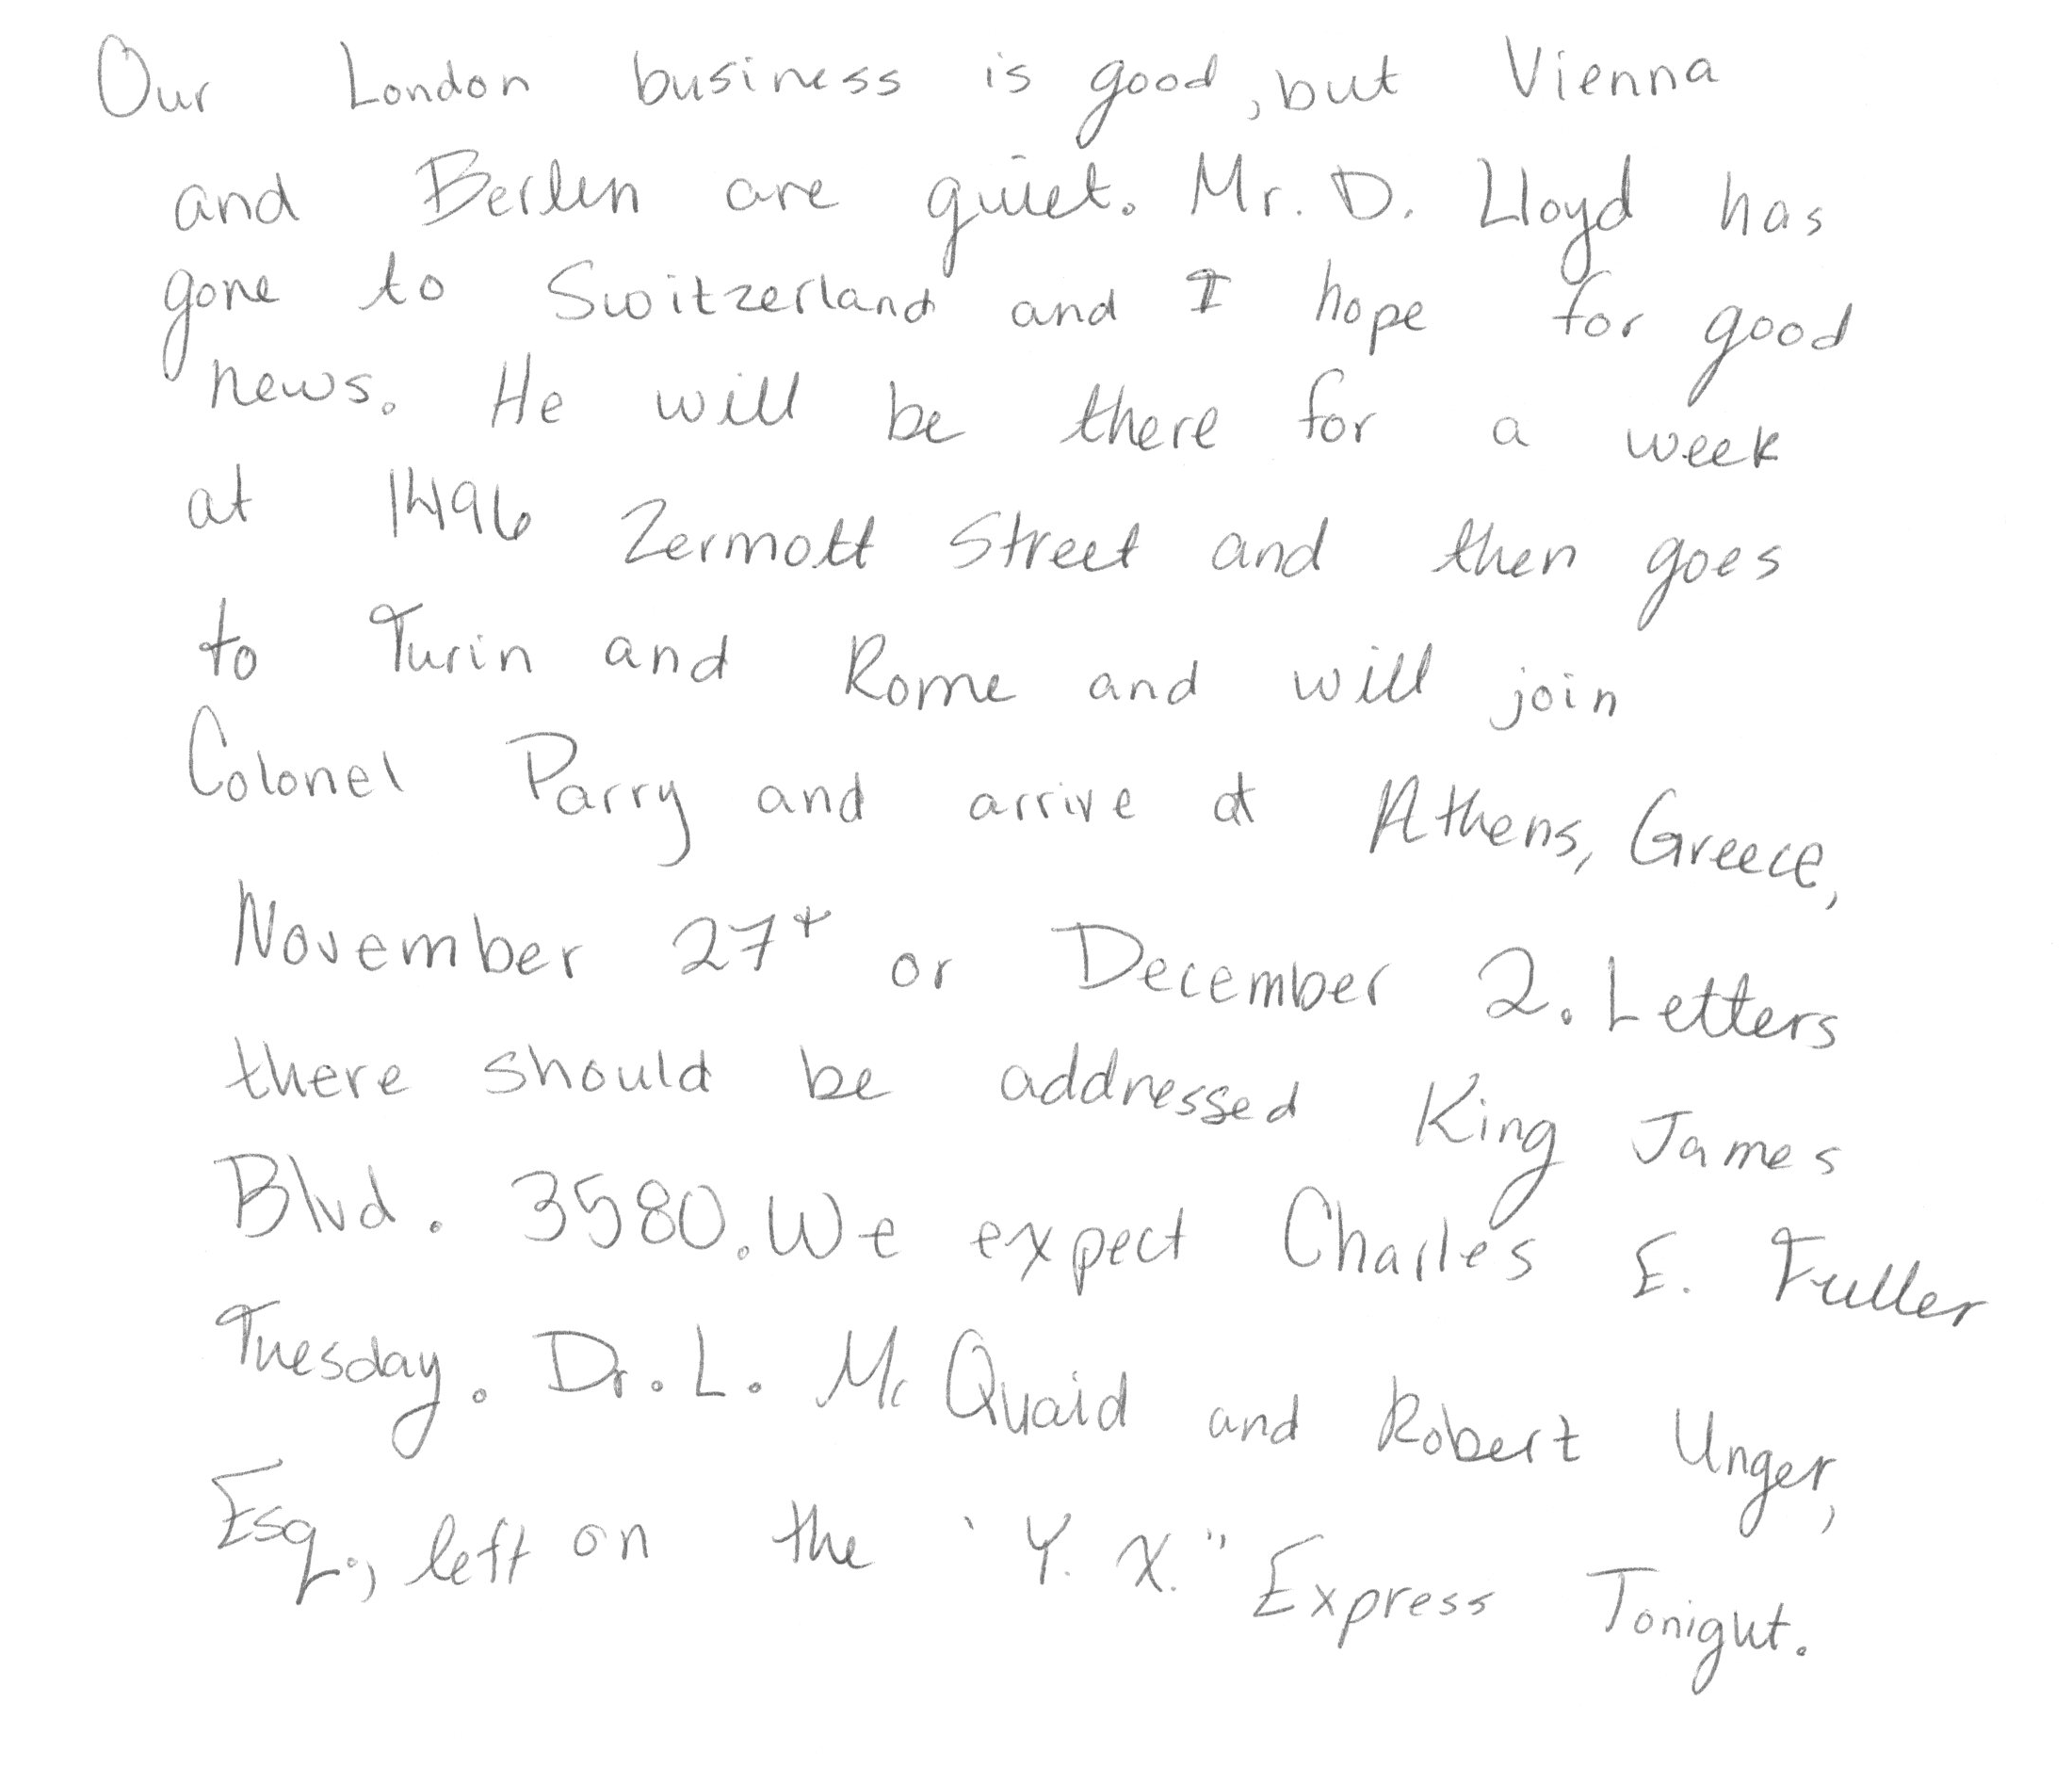 Our London business is good, but Vienna
and Berlin are quiet. Mr. D. Lloyd has
gone to Switzerland and I hope for good
news. He will be there for a week
at 1496 Zermott Street and then goes
to Turin and Rome and will join
Colonel Parry and arrive at Athens, Greece,
November 27+ or December 2. Letters
there should be addressed King James
Blvd. 3580. We expect Charles E. Fuller
Tuesday. Dr. L. Mc Quaid and Robert Unger,
Esq., left on the "Y. X." Express Tonight.